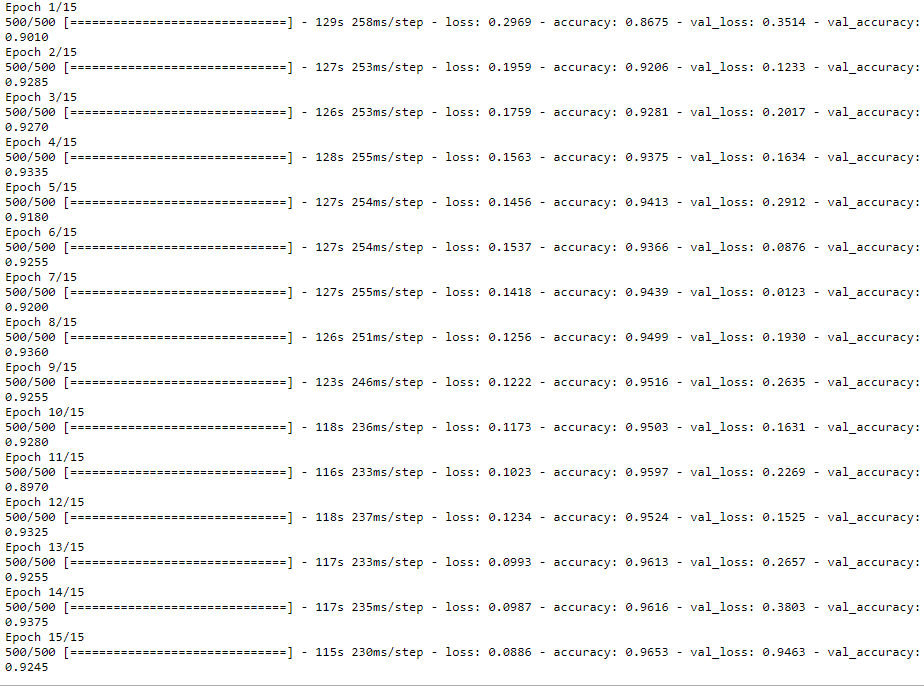 Epoch 1/15
500/500 [==============================] - 129s 258ms/step - loss: 0.2969 - accuracy: 0.8675 - val_loss: 0.3514 - val_accuracy:
0.9010
Epoch 2/15
500/500 [==============================] - 127s 253ms/step - loss: 0.1959 - accuracy: 0.9206 - val_loss: 0.1233 - val_accuracy:
0.9285
Epoch 3/15
500/500 [==============================] - 126s 253ms/step - loss: 0.1759 - accuracy: 0.9281 - val_loss: 0.2017 - val_accuracy:
0.9270
Epoch 4/15
500/500 [==============================] - 128s 255ms/step - loss: 0.1563 - accuracy: 0.9375 - val_loss: 0.1634 - val_accuracy:
0.9335
Epoch 5/15
500/500 [==============================] - 127s 254ms/step - loss: 0.1456 - accuracy: 0.9413 - val_loss: 0.2912 - val_accuracy:
0.9180
Epoch 6/15
500/500 [==============================] - 127s 254ms/step - loss: 0.1537 - accuracy: 0.9366 - val_loss: 0.0876 - val_accuracy:
0.9255
Epoch 7/15
500/500 [==============================] - 127s 255ms/step - loss: 0.1418 - accuracy: 0.9439 - val_loss: 0.0123 - val_accuracy:
0.9200
Epoch 8/15
500/500 [==============================] - 126s 251ms/step - loss: 0.1256 - accuracy: 0.9499 - val_loss: 0.1930 - val_accuracy:
0.9360
Epoch 9/15
500/500 [==============================] - 123s 246ms/step - loss: 0.1222 - accuracy: 0.9516 - val_loss: 0.2635 - val_accuracy:
0.9255
Epoch 10/15
500/500 [==============================] - 118s 236ms/step - loss: 0.1173 - accuracy: 0.9503 - val_loss: 0.1631 - val_accuracy:
0.9280
Epoch 11/15
500/500 [==============================] - 116s 233ms/step - loss: 0.1023 - accuracy: 0.9597 - val_loss: 0.2269 - val_accuracy:
0.8970
Epoch 12/15
500/500 [==============================] - 118s 237ms/step - loss: 0.1234 - accuracy: 0.9524 - val_loss: 0.1525 - val_accuracy:
0.9325
Epoch 13/15
500/500 [==============================] - 117s 233ms/step - loss: 0.0993 - accuracy: 0.9613 - val_loss: 0.2657 - val_accuracy:
0.9255
Epoch 14/15
500/500 [==============================] - 117s 235ms/step - loss: 0.0987 - accuracy: 0.9616 - val_loss: 0.3803 - val_accuracy:
0.9375
Epoch 15/15
500/500 [==============================] - 115s 230ms/step - loss: 0.0886 - accuracy: 0.9653 - val_loss: 0.9463 - val_accuracy:
0.9245